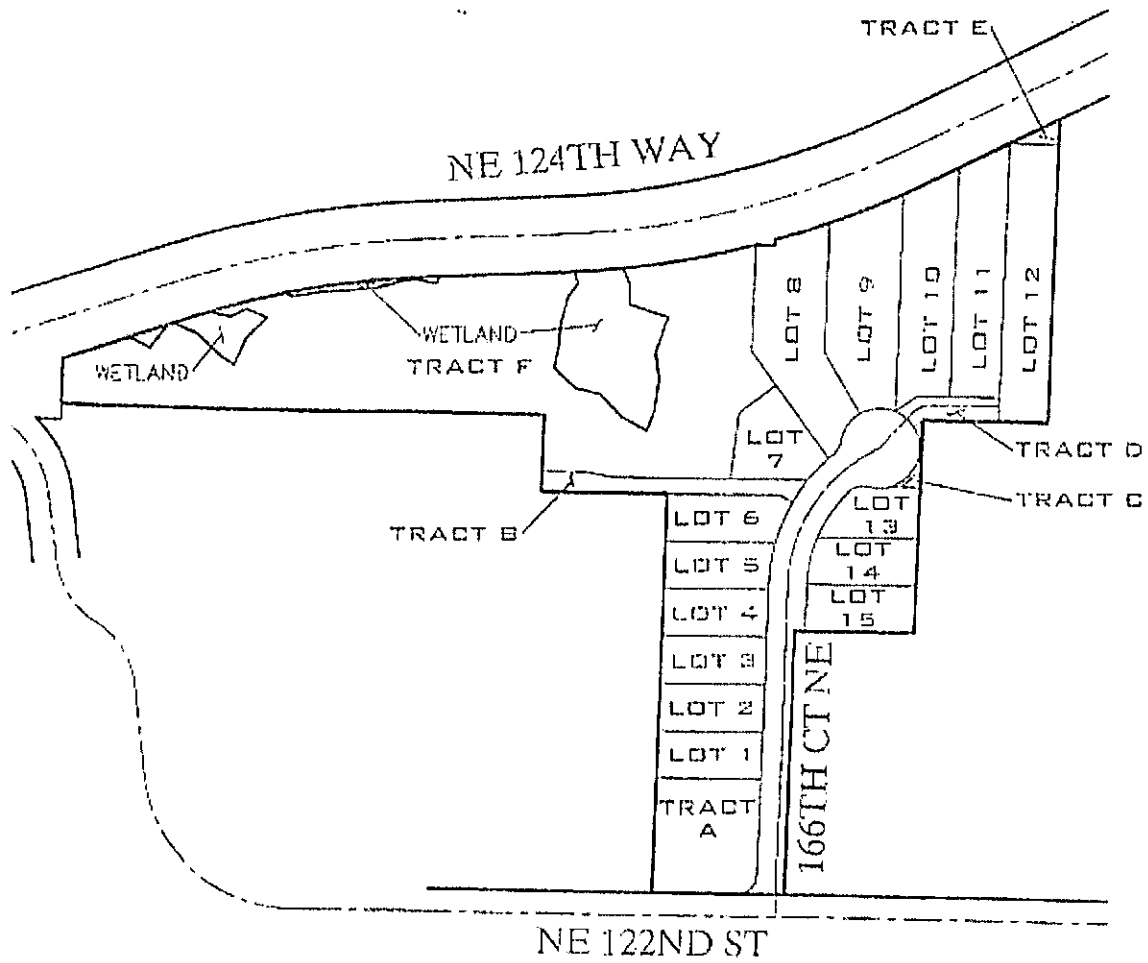 TRACT E
NE 124TH WAY
WETLAND
WETLAND
TRACT F
LOT 8
LOT 9
LOT 10
LOT 11
LOT 12
LOT
7
TRACT D
TRACT C
TRACT B
LOT 6
LOT
13
LOT 5
LOT
14
LOT 4
LOT
15
LOT 3
LOT 2
LOT 1
TRACT
A
166TH CT NE
NE 122ND ST